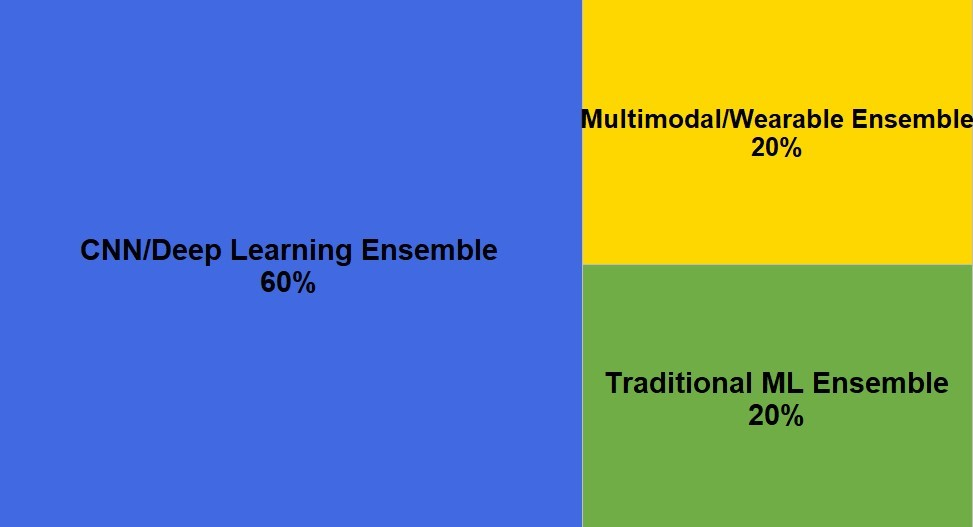 CNN/Deep Learning Ensemble
60%
Multimodal/Wearable Ensemble
20%
Traditional ML Ensemble
20%